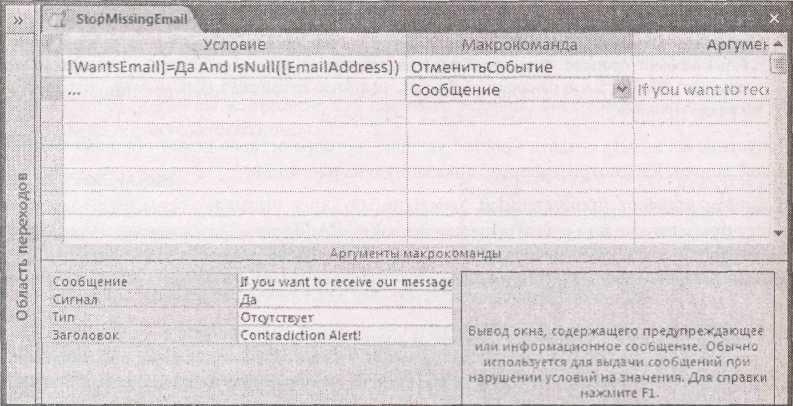 »
StopMissingEmail
×
Условие Макрокоманда Аргумен
[WantsEmail]=Да And IsNull([EmailAddress]) ОтменитьСобытие
... Сообщение If you want to rece
Область переходов
Аргументы макрокоманды
Сообщение If you want to receive our message
Сигнал Да
Тип Отсутствует
Заголовок Contradiction Alert!
Вывод окна, содержащего предупреждающее
или информационное сообщение. Обычно
используется для выдачи сообщений при
нарушении условий на значения. Для справки
нажмите F1.